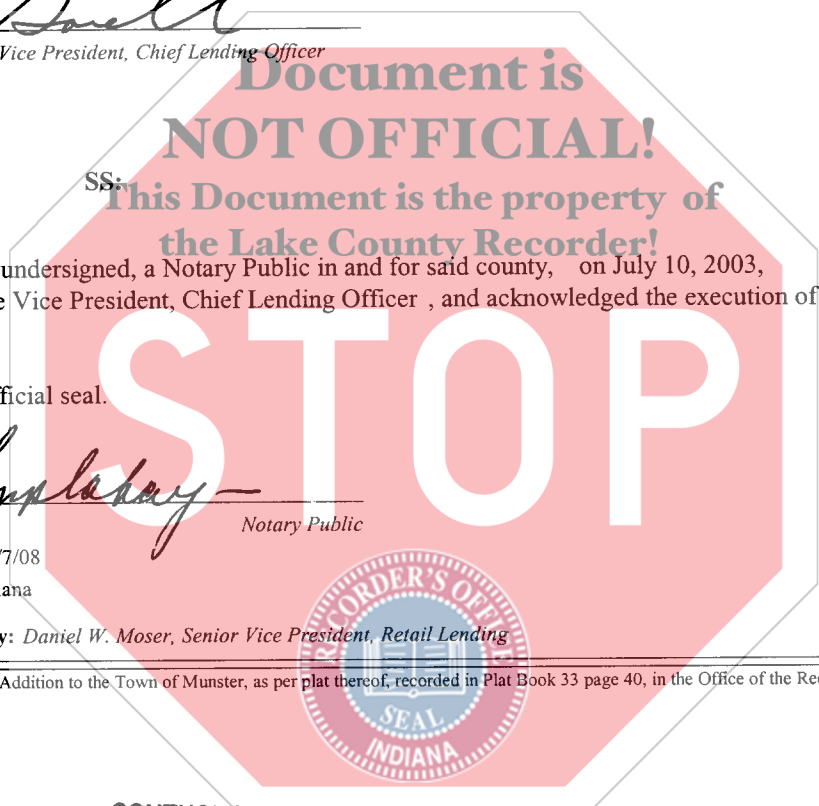 Vice President, Chief Lending Officer
Document is
NOT OFFICIAL!
SS:
This Document is the property of
the Lake County Recorder!
undersigned, a Notary Public in and for said county, on July 10, 2003,
e Vice President, Chief Lending Officer , and acknowledged the execution of
STOP
ficial seal.
Notary Public
/7/08
ana
y: Daniel W. Moser, Senior Vice President, Retail Lending
Addition to the Town of Munster, as per plat thereof, recorded in Plat Book 33 page 40, in the Office of the Rec
RECORDER'S OFFICE
SEAL
INDIANA